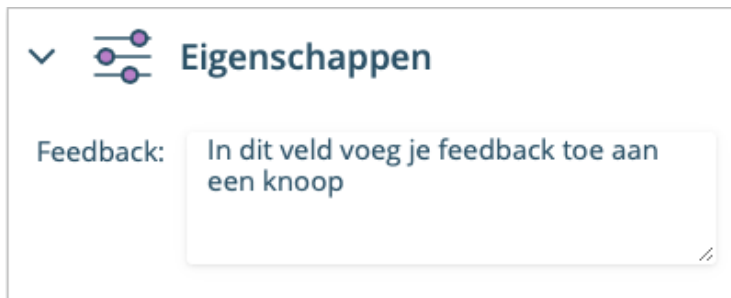 Eigenschappen
Feedback: In dit veld voeg je feedback toe aan
een knoop